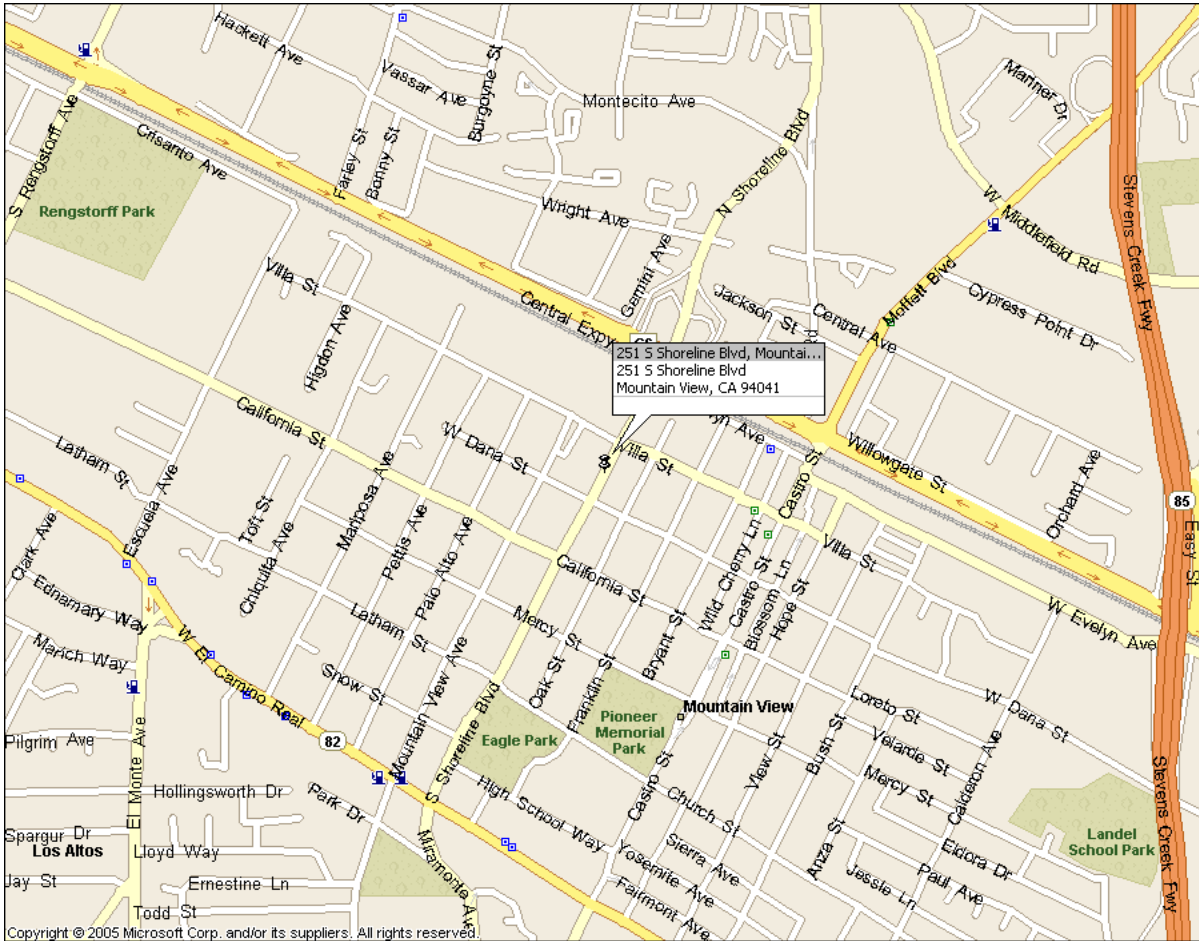 Hackett Ave
Vassar Ave
Burgoyne St
Montecito Ave
Mariner Dr
S Rengstorff Ave
Crisanto Ave
Farley St
Bonny St
N Shoreline Blvd
Stevens Creek Fwy
Rengstorff Park
Wright Ave
W Middlefield Rd
Gemini Ave
Moffett Blvd
Villa St
Higdon Ave
Central Expy
Jackson St
Central Ave
Cypress Point Dr
251 S Shoreline Blvd, Mountai...
251 S Shoreline Blvd
Mountain View, CA 94041
California St
W Dana St
Villa St
Willowgate St
Latham St
Escuela Ave
Toft St
Mariposa Ave
Castro St
Orchard Ave
85
Easy St
Clark Ave
Chiquita Ave
Pettis Ave
Palo Alto Ave
California St
Wild Cherry Ln
Castro St
Blossom Ln
Hope St
Villa St
Ednamary Way
W Evelyn Ave
Marich Way
W El Camino Real
Latham St
Mercy St
Bryant St
Snow St
Mountain View Ave
Oak St
Franklin St
W Dana St
Loreto St
Pilgrim Ave
82
S Shoreline Blvd
Eagle Park
Pioneer
Memorial
Park
Mountain View
View St
Bush St
Velarde St
Calderon Ave
El Monte Ave
Hollingsworth Dr
Park Dr
High School Way
Castro St
Church St
Mercy St
Stevens Creek Fwy
Spargur Dr
Los Altos
Lloyd Way
Miramonte Ave
Yosemite Ave
Sierra Ave
Anza St
Eldora Dr
Landel
School Park
Jay St
Ernestine Ln
Fairmont Ave
Jessie Ln
Paul Ave
Todd St
Copyright © 2005 Microsoft Corp. and/or its suppliers. All rights reserved.